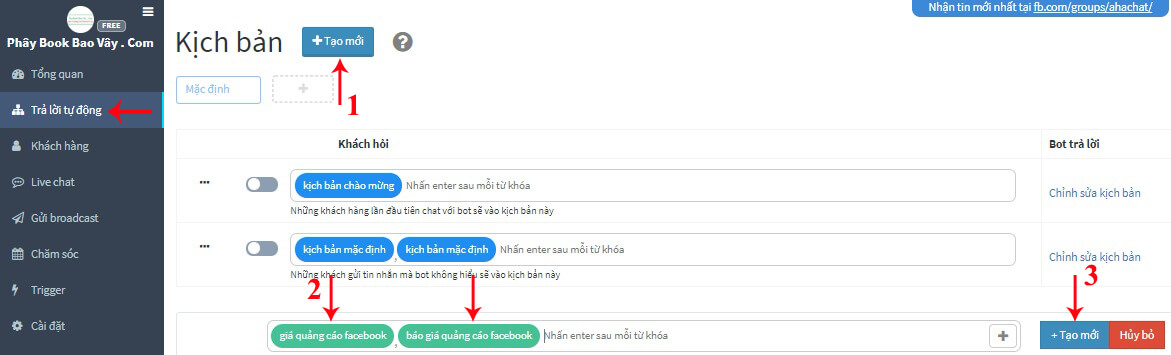 Nhận tin mới nhất tại fb.com/groups/ahachat/
FREE
Phây Book Bao Vây . Com
Tổng quan
Trả lời tự động
Khách hàng
Live chat
Gửi broadcast
Chăm sóc
Trigger
Cài đặt
Kịch bản +Tạo mới ?
Mặc định +
1
Khách hỏi Bot trả lời
kịch bản chào mừng Nhấn enter sau mỗi từ khóa Chỉnh sửa kịch bản
Những khách hàng lần đầu tiên chat với bot sẽ vào kịch bản này
kịch bản mặc định , kịch bản mặc định Nhấn enter sau mỗi từ khóa Chỉnh sửa kịch bản
Những khách gửi tin nhắn mà bot không hiểu sẽ vào kịch bản này
2 3
giá quảng cáo facebook , báo giá quảng cáo facebook Nhấn enter sau mỗi từ khóa + + Tạo mới Hủy bỏ